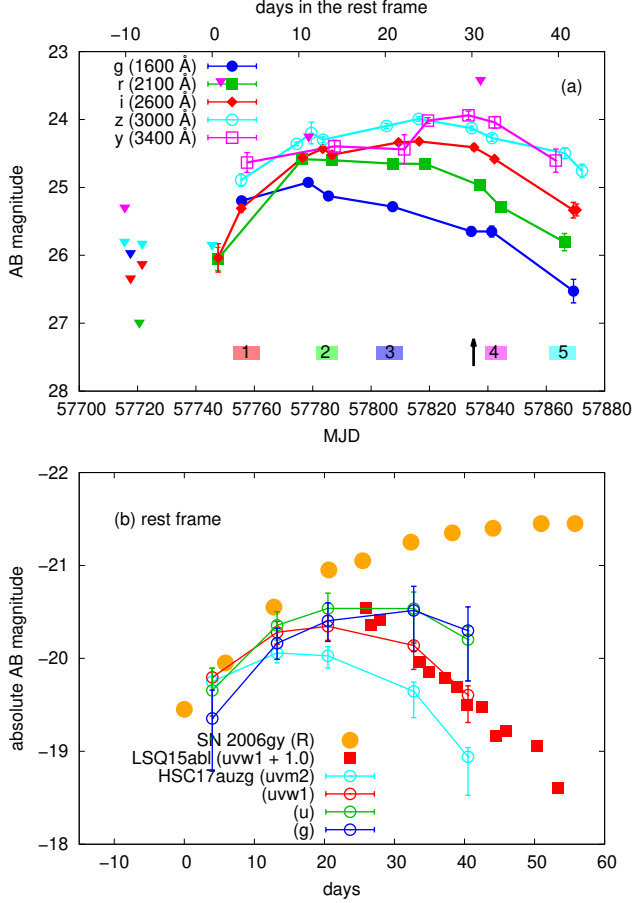 days in the rest frame
−10 0 10 20 30 40
23
24
25
26
27
28
AB magnitude
g (1600 Å)
r (2100 Å)
i (2600 Å)
z (3000 Å)
y (3400 Å)
(a)
1 2 3 4 5
57700 57720 57740 57760 57780 57800 57820 57840 57860 57880
MJD
−22
−21
−20
−19
−18
absolute AB magnitude
(b) rest frame
SN 2006gy (R)
LSQ15abl (uvw1 + 1.0)
HSC17auzg (uvm2)
(uvw1)
(u)
(g)
−10 0 10 20 30 40 50 60
days